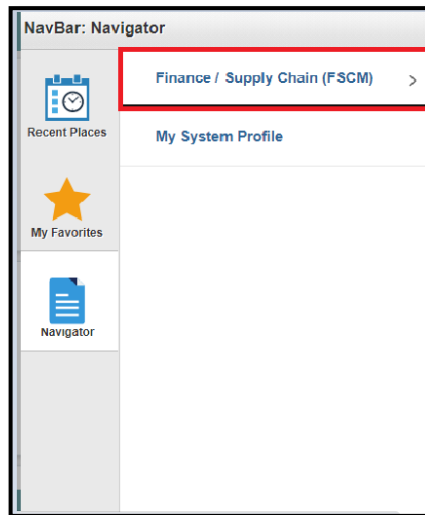 NavBar: Navigator
Finance / Supply Chain (FSCM)
Recent Places
My System Profile
My Favorites
Navigator